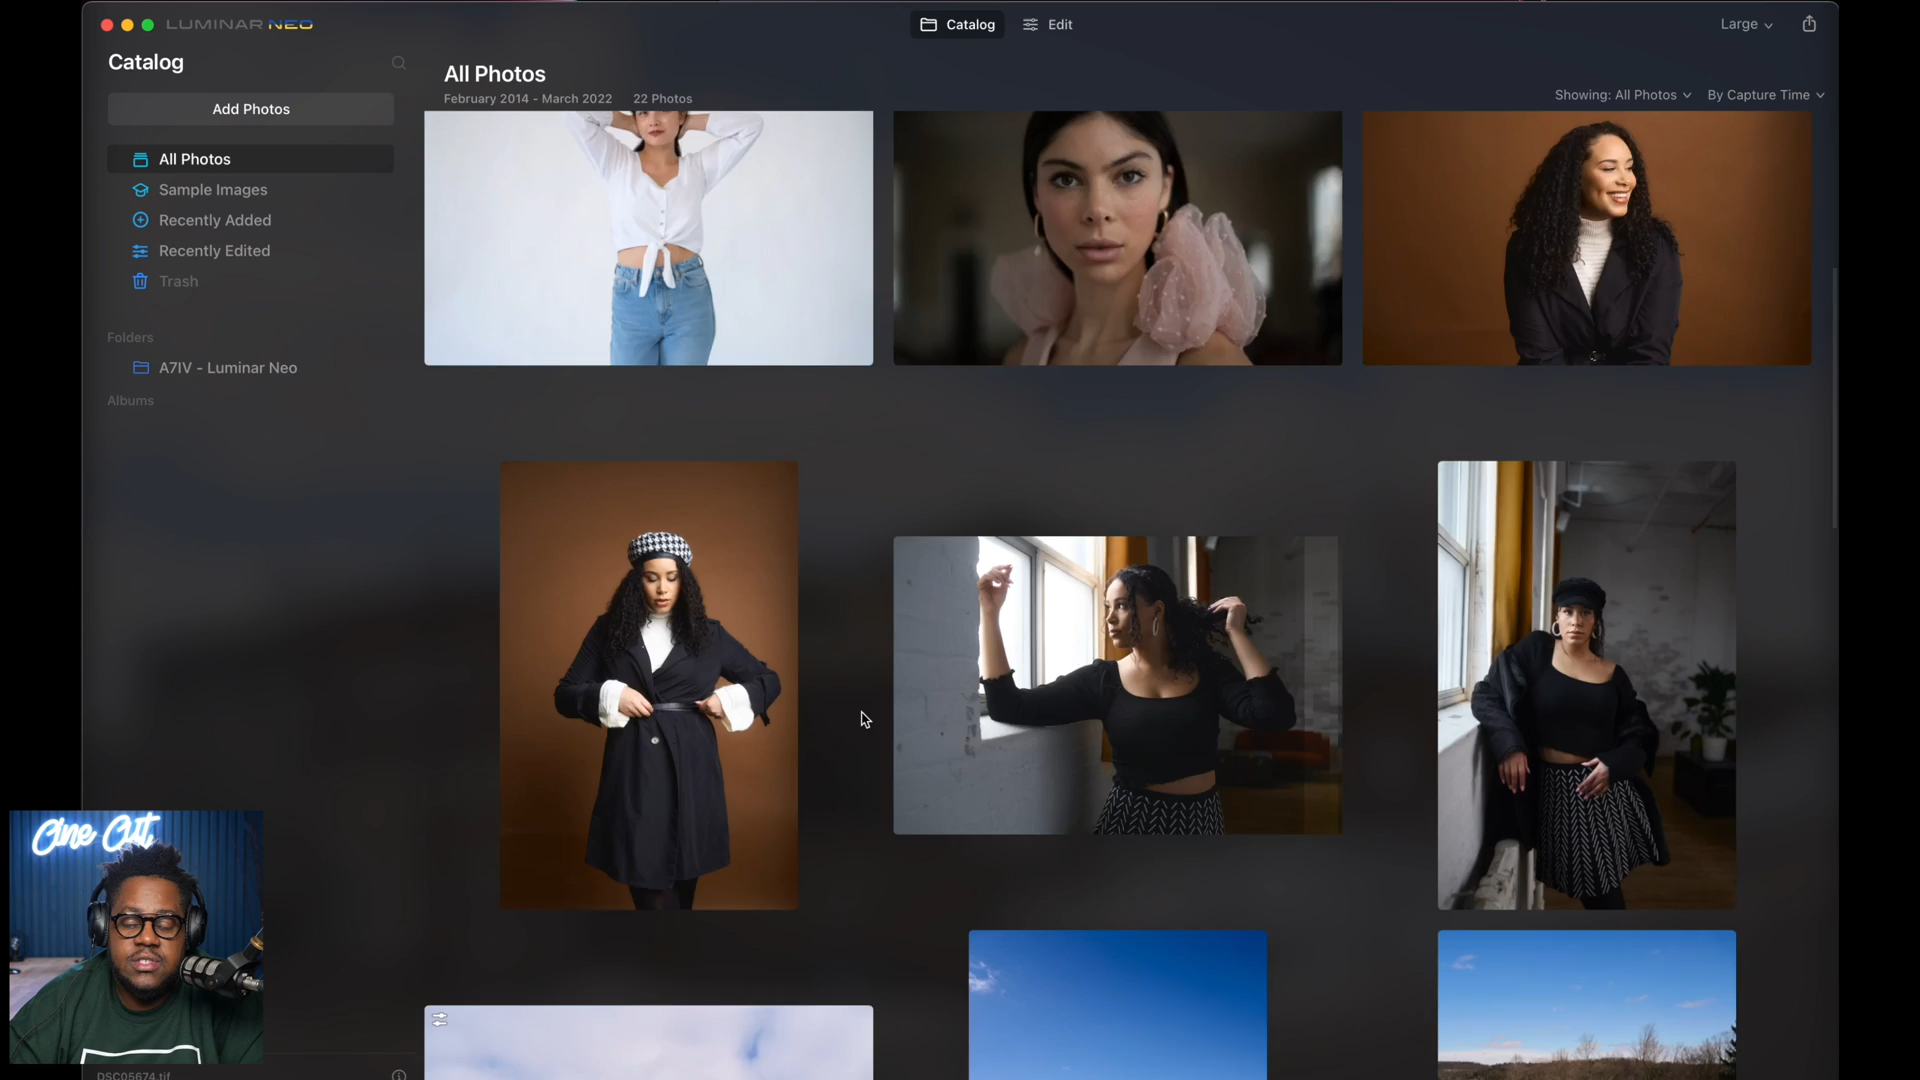 LUMINAR NEO
Catalog
Edit
Large
Catalog
Add Photos
All Photos
Sample Images
Recently Added
Recently Edited
Trash
Folders
A7IV - Luminar Neo
Albums
All Photos
February 2014 - March 2022 22 Photos
Showing: All Photos
By Capture Time
Cine Cut
DSC05674.tif